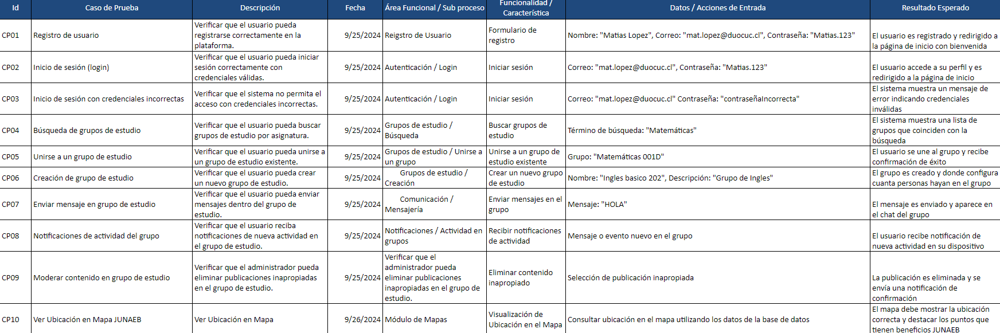 Id
Caso de Prueba
Descripción
Fecha
Área Funcional / Sub proceso
Funcionalidad /
Característica
Datos / Acciones de Entrada
Resultado Esperado
CP01
Registro de usuario
Verificar que el usuario pueda
registrarse correctamente en la
plataforma.
9/25/2024
Reigstro de Usuario
Formulario de
registro
Nombre: "Matias Lopez", Correo: "mat.lopez@duocuc.cl", Contraseña: "Matias.123"
El usuario es registrado y redirigido a
la página de inicio con bienvenida
CP02
Inicio de sesión (login)
Verificar que el usuario pueda iniciar
sesión correctamente con
credenciales válidas.
9/25/2024
Autenticación / Login
Iniciar sesión
Correo: "mat.lopez@duocuc.cl", Contraseña: "Matias.123"
El usuario accede a su perfil y es
redirigido a la página de inicio
CP03
Inicio de sesión con credenciales incorrectas
Verificar que el sistema no permita el
acceso con credenciales incorrectas.
9/25/2024
Autenticación / Login
Iniciar sesión
Correo: "mat.lopez@duocuc.cl" Contraseña: "contraseñaIncorrecta"
El sistema muestra un mensaje de
error indicando credenciales
inválidas
CP04
Búsqueda de grupos de estudio
Verificar que el usuario pueda buscar
grupos de estudio por asignatura.
9/25/2024
Grupos de estudio /
Búsqueda
Buscar grupos de
estudio
Término de búsqueda: "Matemáticas"
El sistema muestra una lista de
grupos que coinciden con la
búsqueda
CP05
Unirse a un grupo de estudio
Verificar que el usuario pueda unirse a
un grupo de estudio existente.
9/25/2024
Grupos de estudio / Unirse a
un grupo
Unirse a un grupo de
estudio existente
Grupo: "Matemáticas 001D"
El usuario se une al grupo y recibe
confirmación de éxito
CP06
Creación de grupo de estudio
Verificar que el usuario pueda crear
un nuevo grupo de estudio.
9/25/2024
Grupos de estudio /
Creación
Crear un nuevo grupo
de estudio
Nombre: "Ingles basico 202", Descripción: "Grupo de Ingles"
El grupo es creado y donde configura
cuanta personas hayan en el grupo
CP07
Enviar mensaje en grupo de estudio
Verificar que el usuario pueda enviar
mensajes dentro del grupo de
estudio.
9/25/2024
Comunicación /
Mensajería
Enviar mensajes en el
grupo
Mensaje: "HOLA"
El mensaje es enviado y aparece en
el chat del grupo
CP08
Notificaciones de actividad del grupo
Verificar que el usuario reciba
notificaciones de nueva actividad en
el grupo de estudio.
9/25/2024
Notificaciones / Actividad en
grupos
Recibir notificaciones
de actividad
Mensaje o evento nuevo en el grupo
El usuario recibe notificación de
nueva actividad en su dispositivo
CP09
Moderar contenido en grupo de estudio
Verificar que el administrador pueda
eliminar publicaciones inapropiadas
en el grupo de estudio.
9/25/2024
Verificar que el
administrador pueda
eliminar publicaciones
inapropiadas en el grupo de
estudio.
Eliminar contenido
inapropiado
Selección de publicación inapropiada
La publicación es eliminada y se
envía una notificación de
confirmación
CP10
Ver Ubicación en Mapa JUNAEB
Ver Ubicación en Mapa
9/26/2024
Módulo de Mapas
Visualización de
Ubicación en el Mapa
Consultar ubicación en el mapa utilizando los datos de la base de datos
El mapa debe mostrar la ubicación
correcta y destacar los puntos que
tienen beneficios JUNAEB